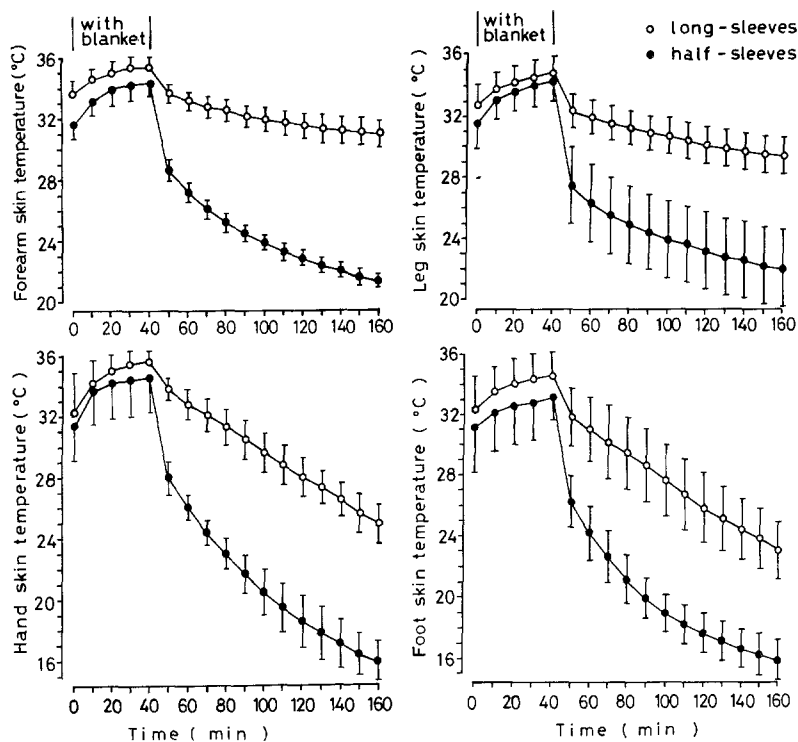 with
blanket
with
blanket
long-sleeves
half-sleeves
Forearm skin temperature (°C)
36
32
28
24
22
20
0 20 40 60 80 100 120 140 160
Leg skin temperature (°C)
36
32
28
24
22
0 20 40 60 80 100 120 140 160
Hand skin temperature (°C)
36
32
28
24
20
16
0 20 40 60 80 100 120 140 160
Time (min)
Foot skin temperature (°C)
36
32
28
24
20
16
0 20 40 60 80 100 120 140 160
Time (min)